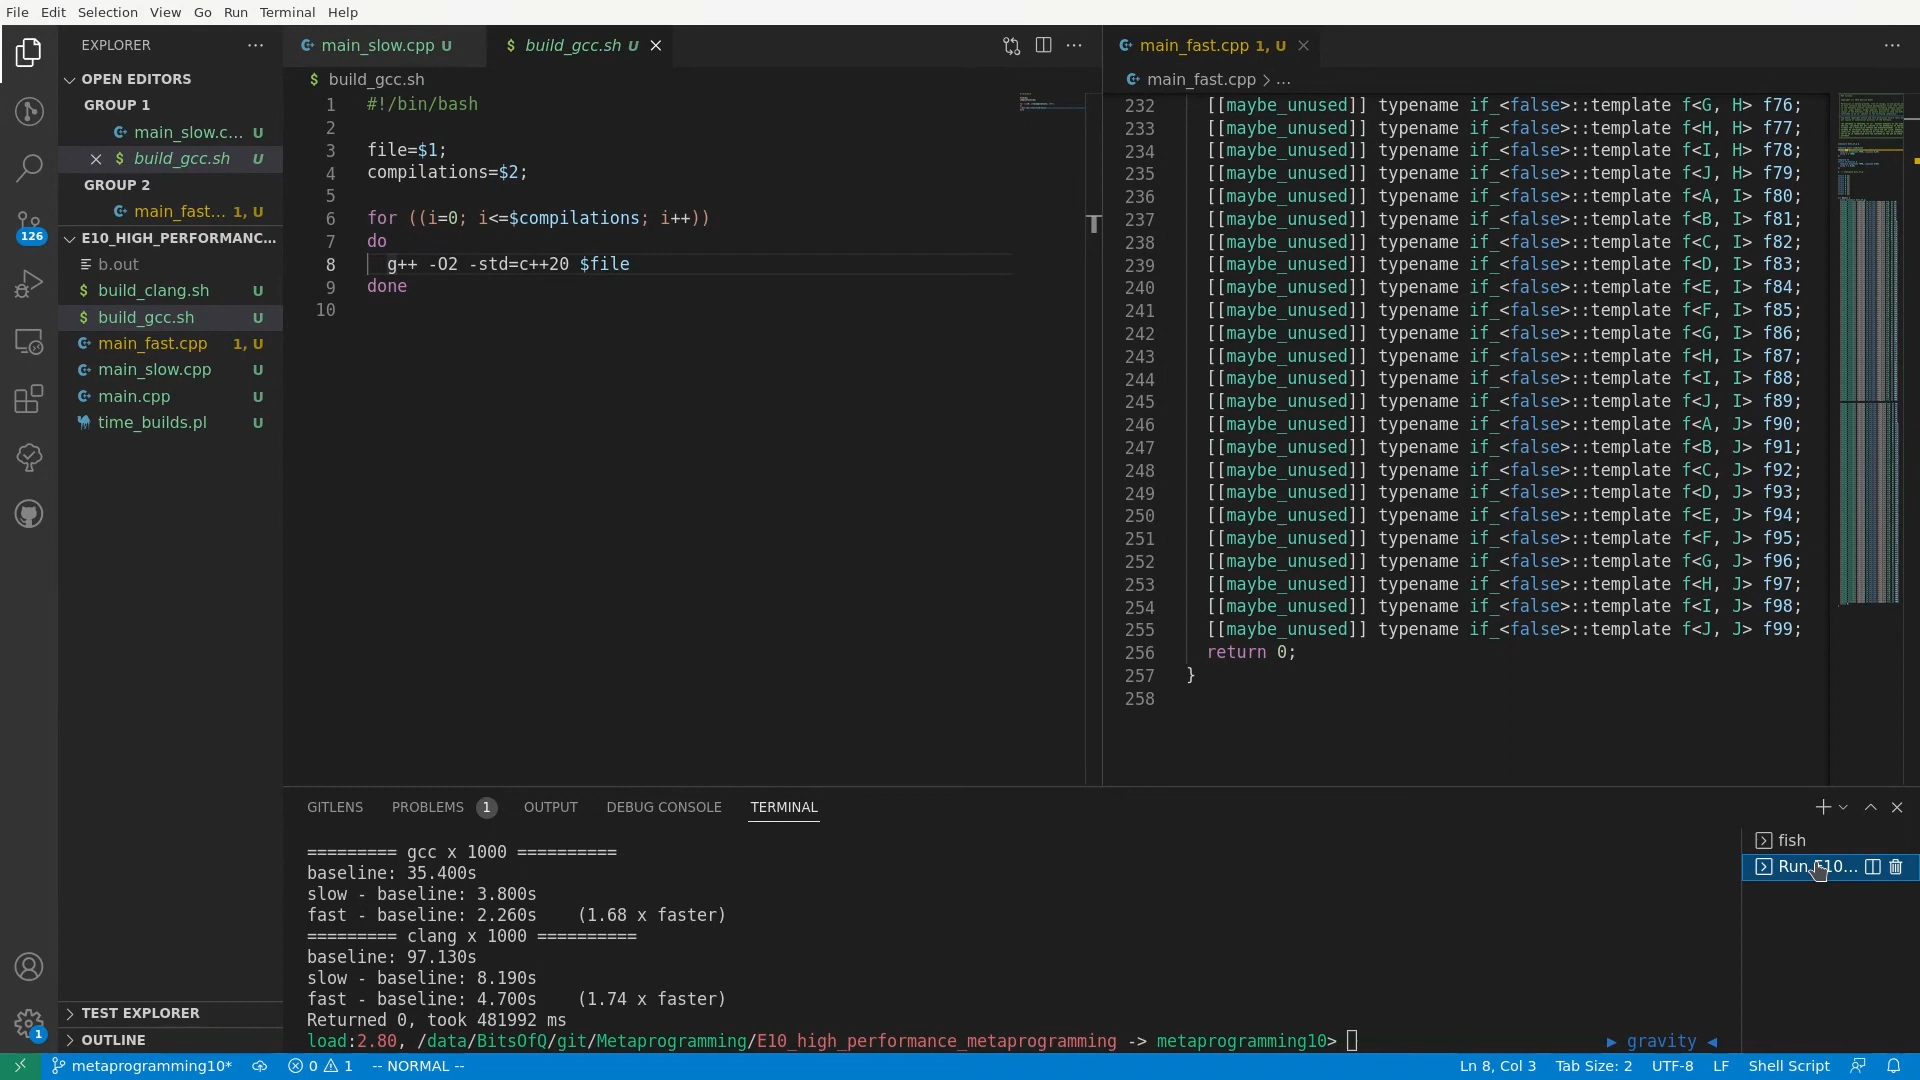 File Edit Selection View Go Run Terminal Help
EXPLORER
OPEN EDITORS
GROUP 1
main_slow.c... U
build_gcc.sh U
GROUP 2
main_fast... 1, U
E10_HIGH_PERFORMANC...
b.out
build_clang.sh U
build_gcc.sh U
main_fast.cpp 1, U
main_slow.cpp U
main.cpp U
time_builds.pl U
TEST EXPLORER
OUTLINE
126
1
main_slow.cpp U
build_gcc.sh U
build_gcc.sh
1 #!/bin/bash
2
3 file=$1;
4 compilations=$2;
5
6 for ((i=0; i<=$compilations; i++))
7 do
8 g++ -O2 -std=c++20 $file
9 done
10
main_fast.cpp 1, U
main_fast.cpp > ...
232 [[maybe_unused]] typename if_<false>::template f<G, H> f76;
233 [[maybe_unused]] typename if_<false>::template f<H, H> f77;
234 [[maybe_unused]] typename if_<false>::template f<I, H> f78;
235 [[maybe_unused]] typename if_<false>::template f<J, H> f79;
236 [[maybe_unused]] typename if_<false>::template f<A, I> f80;
237 [[maybe_unused]] typename if_<false>::template f<B, I> f81;
238 [[maybe_unused]] typename if_<false>::template f<C, I> f82;
239 [[maybe_unused]] typename if_<false>::template f<D, I> f83;
240 [[maybe_unused]] typename if_<false>::template f<E, I> f84;
241 [[maybe_unused]] typename if_<false>::template f<F, I> f85;
242 [[maybe_unused]] typename if_<false>::template f<G, I> f86;
243 [[maybe_unused]] typename if_<false>::template f<H, I> f87;
244 [[maybe_unused]] typename if_<false>::template f<I, I> f88;
245 [[maybe_unused]] typename if_<false>::template f<J, I> f89;
246 [[maybe_unused]] typename if_<false>::template f<A, J> f90;
247 [[maybe_unused]] typename if_<false>::template f<B, J> f91;
248 [[maybe_unused]] typename if_<false>::template f<C, J> f92;
249 [[maybe_unused]] typename if_<false>::template f<D, J> f93;
250 [[maybe_unused]] typename if_<false>::template f<E, J> f94;
251 [[maybe_unused]] typename if_<false>::template f<F, J> f95;
252 [[maybe_unused]] typename if_<false>::template f<G, J> f96;
253 [[maybe_unused]] typename if_<false>::template f<H, J> f97;
254 [[maybe_unused]] typename if_<false>::template f<I, J> f98;
255 [[maybe_unused]] typename if_<false>::template f<J, J> f99;
256 return 0;
257 }
258
GITLENS PROBLEMS 1 OUTPUT DEBUG CONSOLE TERMINAL
========= gcc x 1000 ==========
baseline: 35.400s
slow - baseline: 3.800s
fast - baseline: 2.260s (1.68 x faster)
========= clang x 1000 ==========
baseline: 97.130s
slow - baseline: 8.190s
fast - baseline: 4.700s (1.74 x faster)
Returned 0, took 481992 ms
load:2.80, /data/BitsOfQ/git/Metaprogramming/E10_high_performance_metaprogramming -> metaprogramming10> ▶ gravity ◀
fish
Run E10...
metaprogramming10* 0 1 -- NORMAL -- Ln 8, Col 3 Tab Size: 2 UTF-8 LF Shell Script